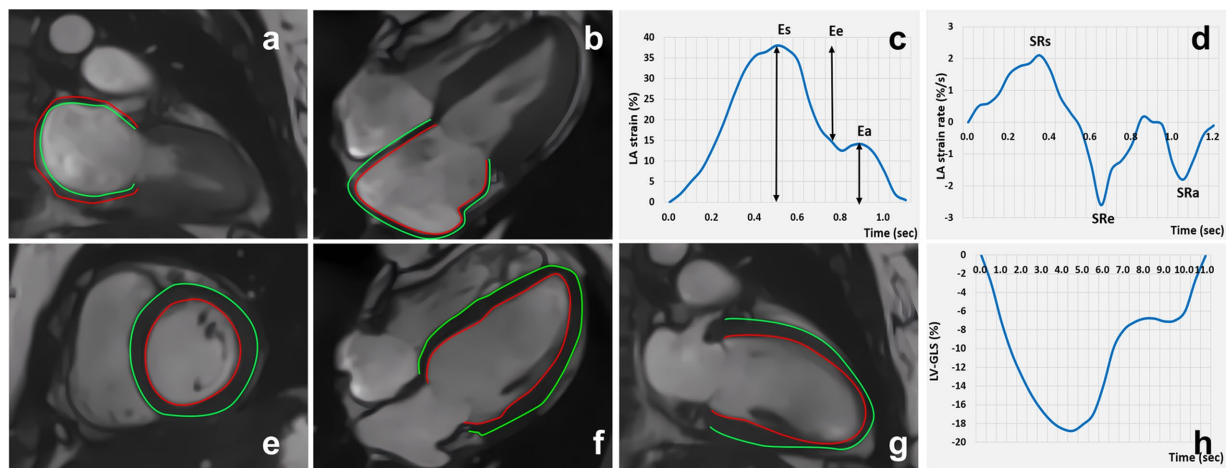 a
b
c
LA strain (%)
40
35
30
25
20
15
10
5
0
Es
Ee
Ea
0.0 0.2 0.4 0.6 0.8 1.0
Time (sec)
d
LA strain rate (%/s)
3
2
1
0
-1
-2
-3
SRs
0.0 0.2 0.4 0.6 0.8 1.0 1.2
SRe
SRa
Time (sec)
e
f
g
h
LV-GLS (%)
0
-2
-4
-6
-8
-10
-12
-14
-16
-18
-20
0.0 1.0 2.0 3.0 4.0 5.0 6.0 7.0 8.0 9.0 10.0 11.0
Time (sec)